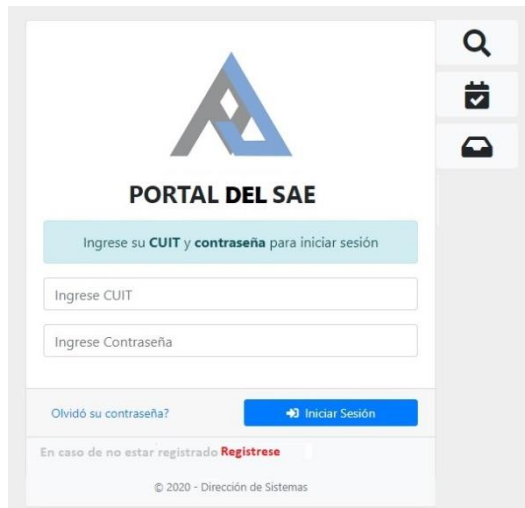 PORTAL DEL SAE
Ingrese su CUIT y contraseña para iniciar sesión
Ingrese CUIT
Ingrese Contraseña
Olvidó su contraseña?
Iniciar Sesión
En caso de no estar registrado Registrese
© 2020 - Dirección de Sistemas